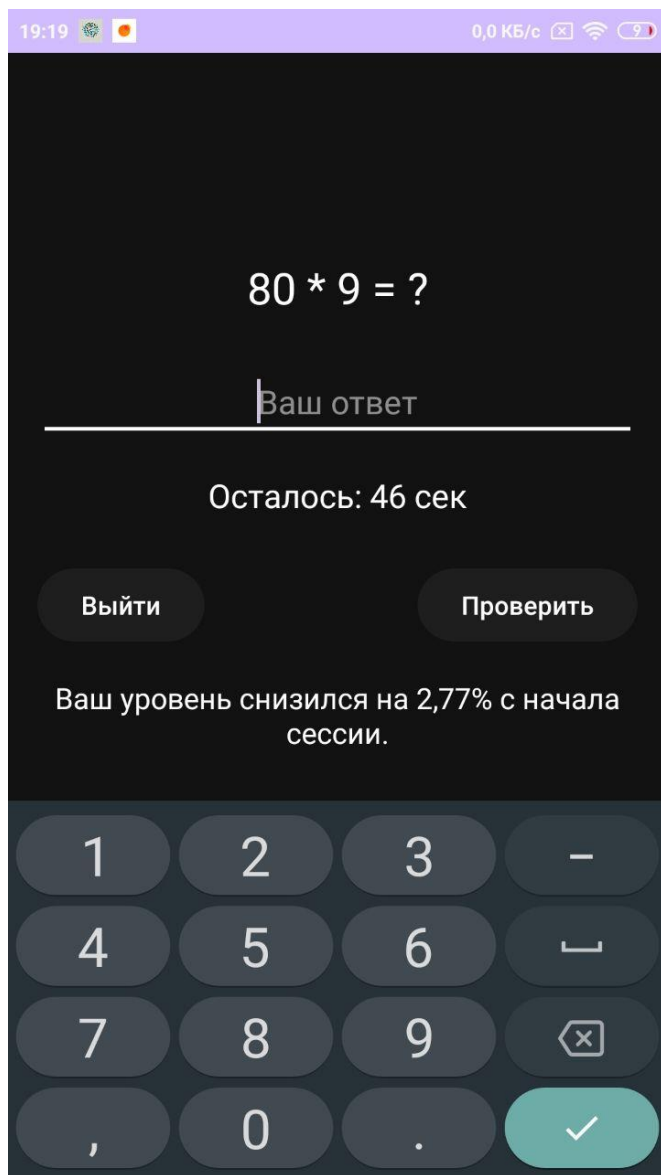 19:19 0,0 КБ/с 9
80 * 9 = ?
Ваш ответ
Осталось: 46 сек
Выйти Проверить
Ваш уровень снизился на 2,77% с начала
сессии.
1 2 3 -
4 5 6
7 8 9
, 0 .